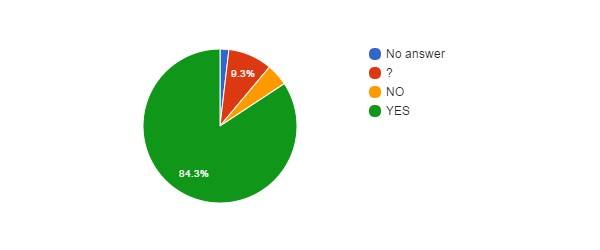 No answer
?
NO
YES
9.3%
84.3%